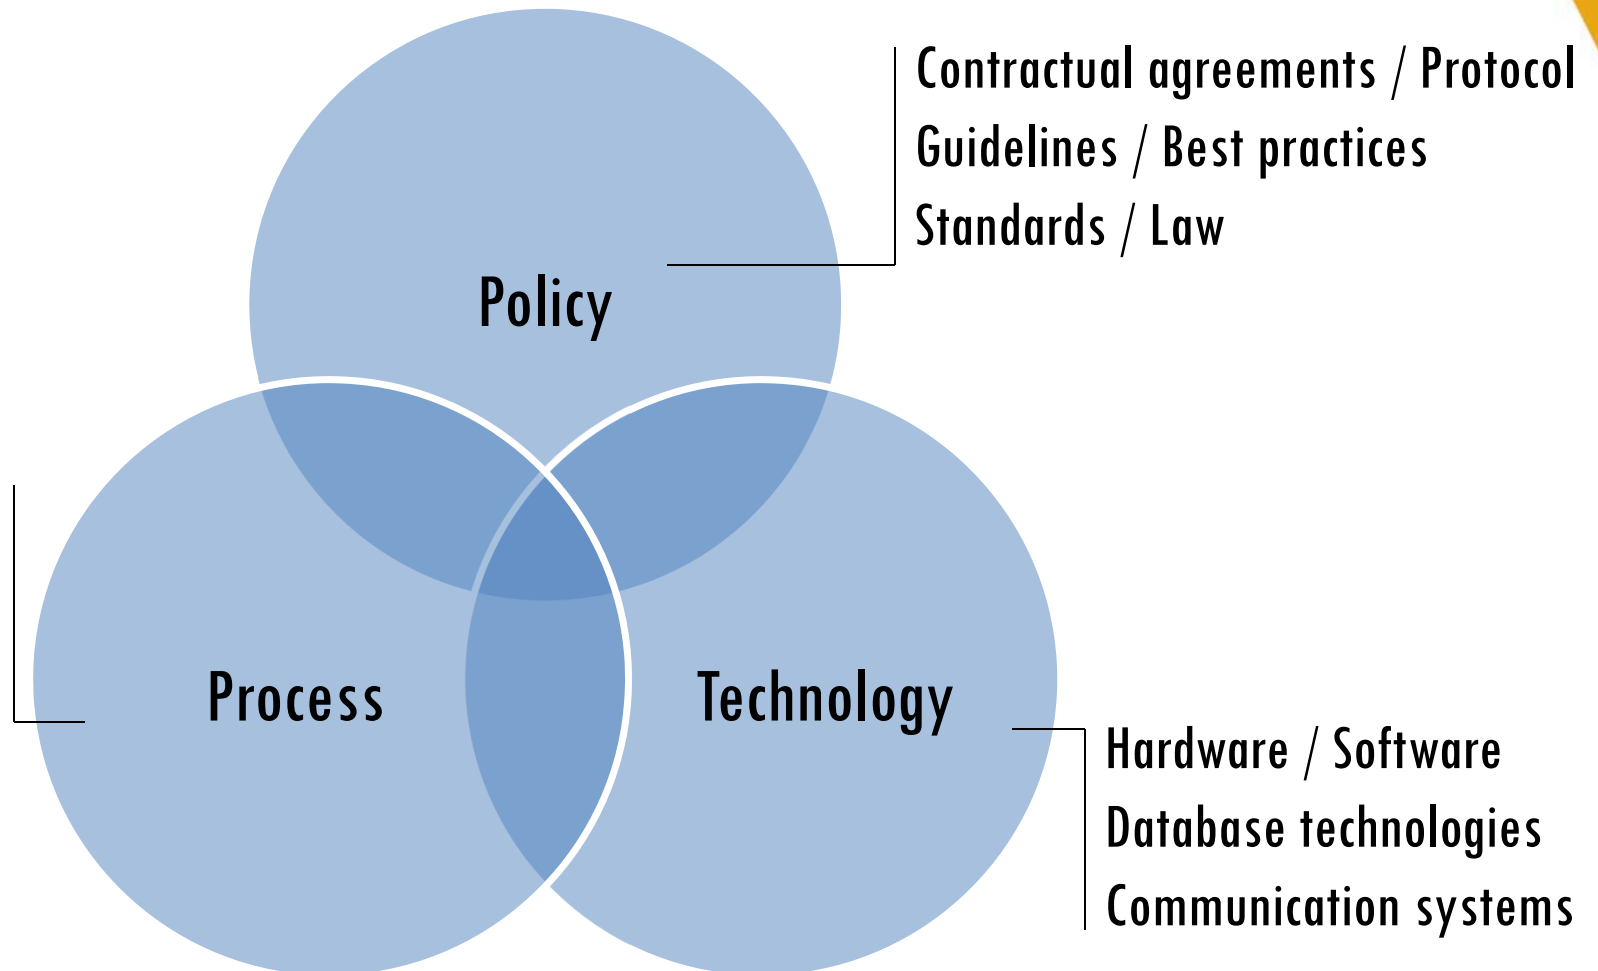 Contractual agreements / Protocol
Guidelines / Best practices
Standards / Law
Policy
Process
Technology
Hardware / Software
Database technologies
Communication systems